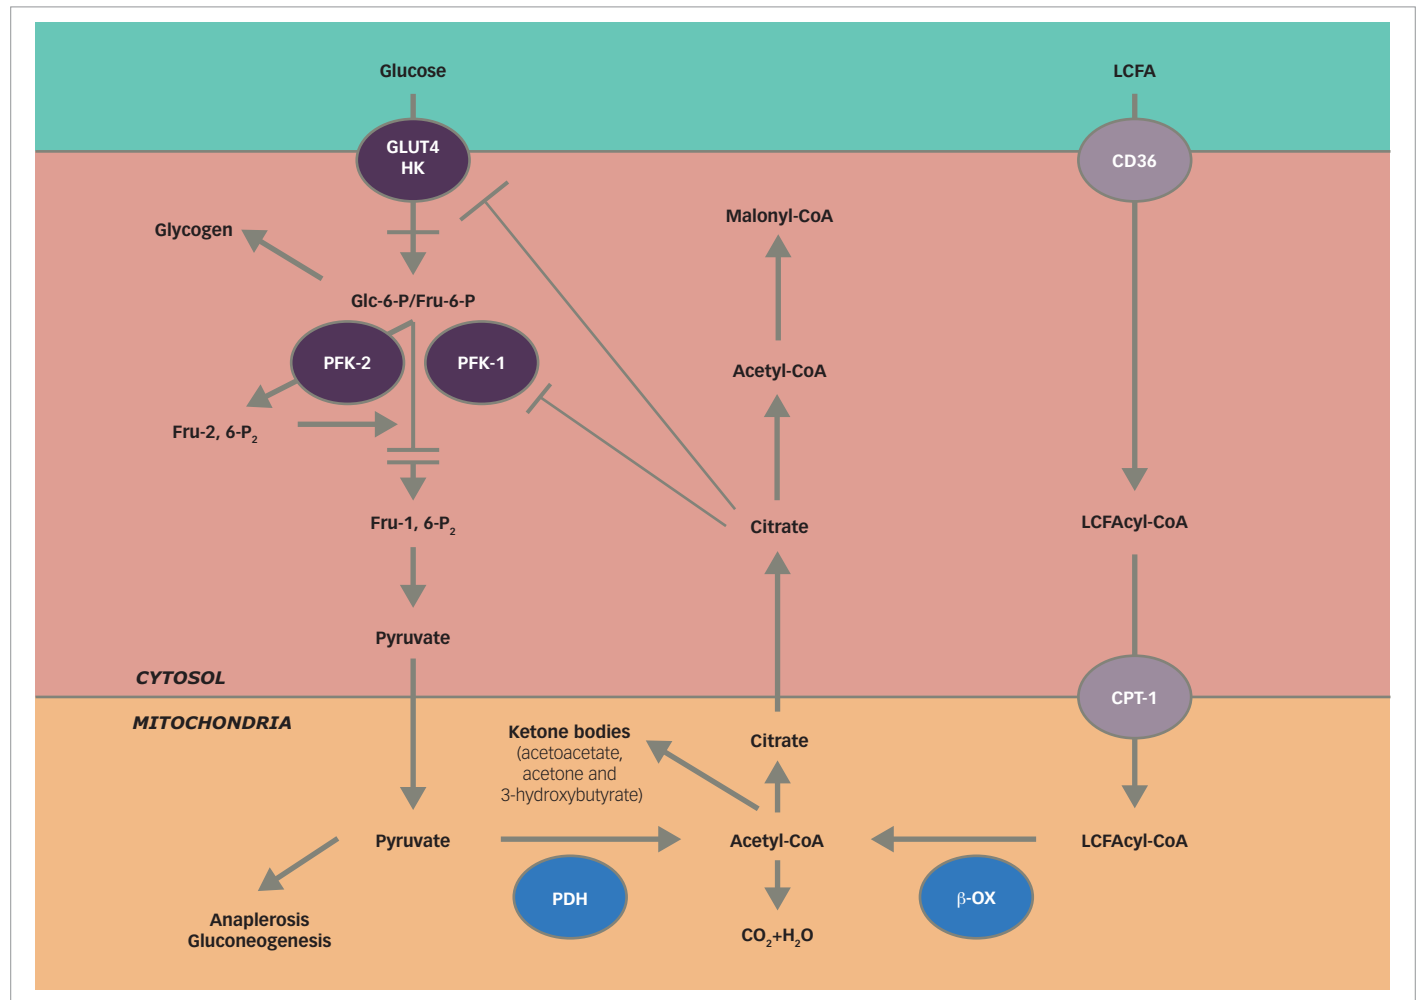 Glucose
LCFA
GLUT4
HK
CD36
Glycogen
Malonyl-CoA
Glc-6-P/Fru-6-P
PFK-2
PFK-1
Acetyl-CoA
Fru-2, 6-P₂
Fru-1, 6-P₂
Citrate
LCFAcyl-CoA
Pyruvate
CYTOSOL
CPT-1
MITOCHONDRIA
Ketone bodies
(acetoacetate,
acetone and
3-hydroxybutyrate)
Citrate
Pyruvate
Acetyl-CoA
LCFAcyl-CoA
PDH
β-OX
Anaplerosis
Gluconeogenesis
CO₂+H₂O